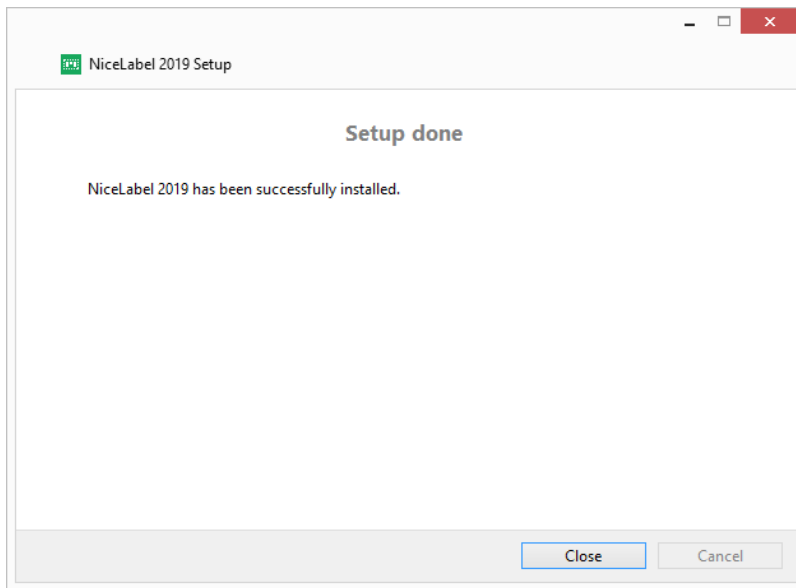 NiceLabel 2019 Setup
Setup done
NiceLabel 2019 has been successfully installed.
Close
Cancel